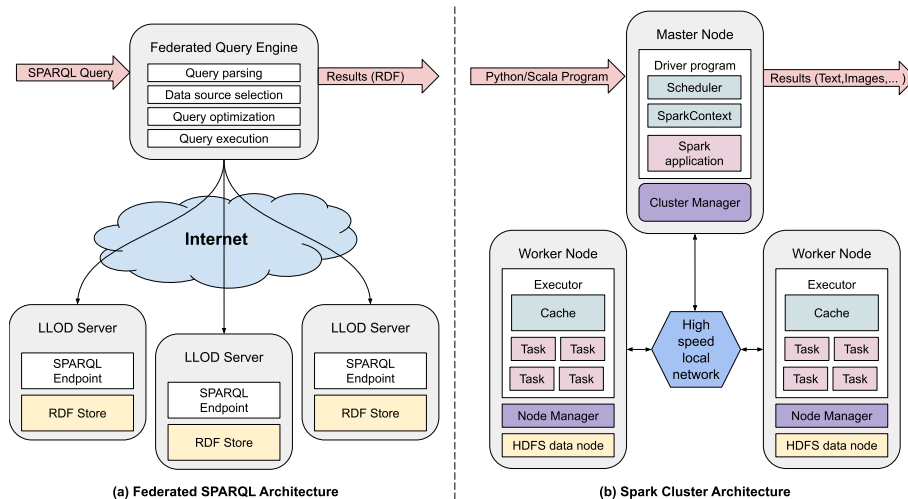 Federated Query Engine
SPARQL Query
Query parsing
Data source selection
Query optimization
Query execution
Results (RDF)
Internet
LLOD Server
SPARQL
Endpoint
RDF Store
LLOD Server
SPARQL
Endpoint
RDF Store
LLOD Server
SPARQL
Endpoint
RDF Store
(a) Federated SPARQL Architecture
Master Node
Python/Scala Program
Driver program
Scheduler
SparkContext
Spark
application
Cluster Manager
Results (Text,Images,... )
Worker Node
Executor
Cache
Task
Task
Task
Task
Node Manager
HDFS data node
High
speed
local
network
Worker Node
Executor
Cache
Task
Task
Task
Task
Node Manager
HDFS data node
(b) Spark Cluster Architecture